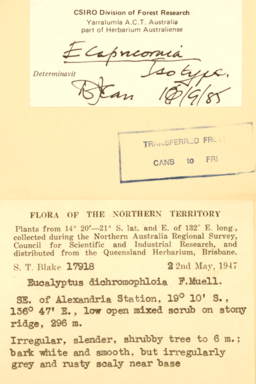 CSIRO Division of Forest Research
Yarralumla A.C.T. Australia
part of Herbarium Australiense
E capricornia
Isotype.
Determinavit
18/9/85
TRANSFERRED FROM
CANB to FRI
FLORA OF THE NORTHERN TERRITORY
Plants from 14° 20'—21° S. lat. and E. of 132° E. long.,
collected during the Northern Australia Regional Survey,
Council for Scientific and Industrial Research, and
distributed from the Queensland Herbarium, Brisbane.
S. T. Blake 17918 22nd May, 1947
Eucalyptus dichromophloia F.Muell.
SE. of Alexandria Station, 19° 10' S.,
136° 47' E., low open mixed scrub on stony
ridge, 296 m.
Irregular, slender, shrubby tree to 6 m.;
bark white and smooth, but irregularly
grey and rusty scaly near base